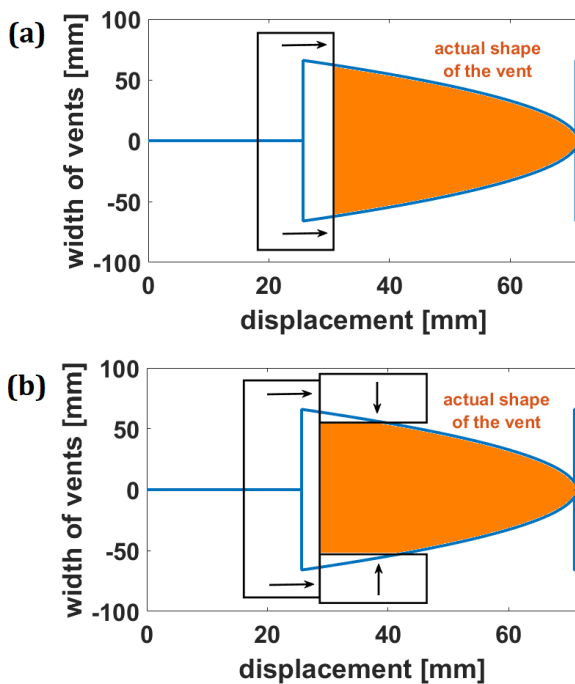 (a)
width of vents [mm]
100
50
0
-50
-100
actual shape
of the vent
0
20
40
60
displacement [mm]
(b)
width of vents [mm]
100
50
0
-50
-100
actual shape
of the vent
0
20
40
60
displacement [mm]